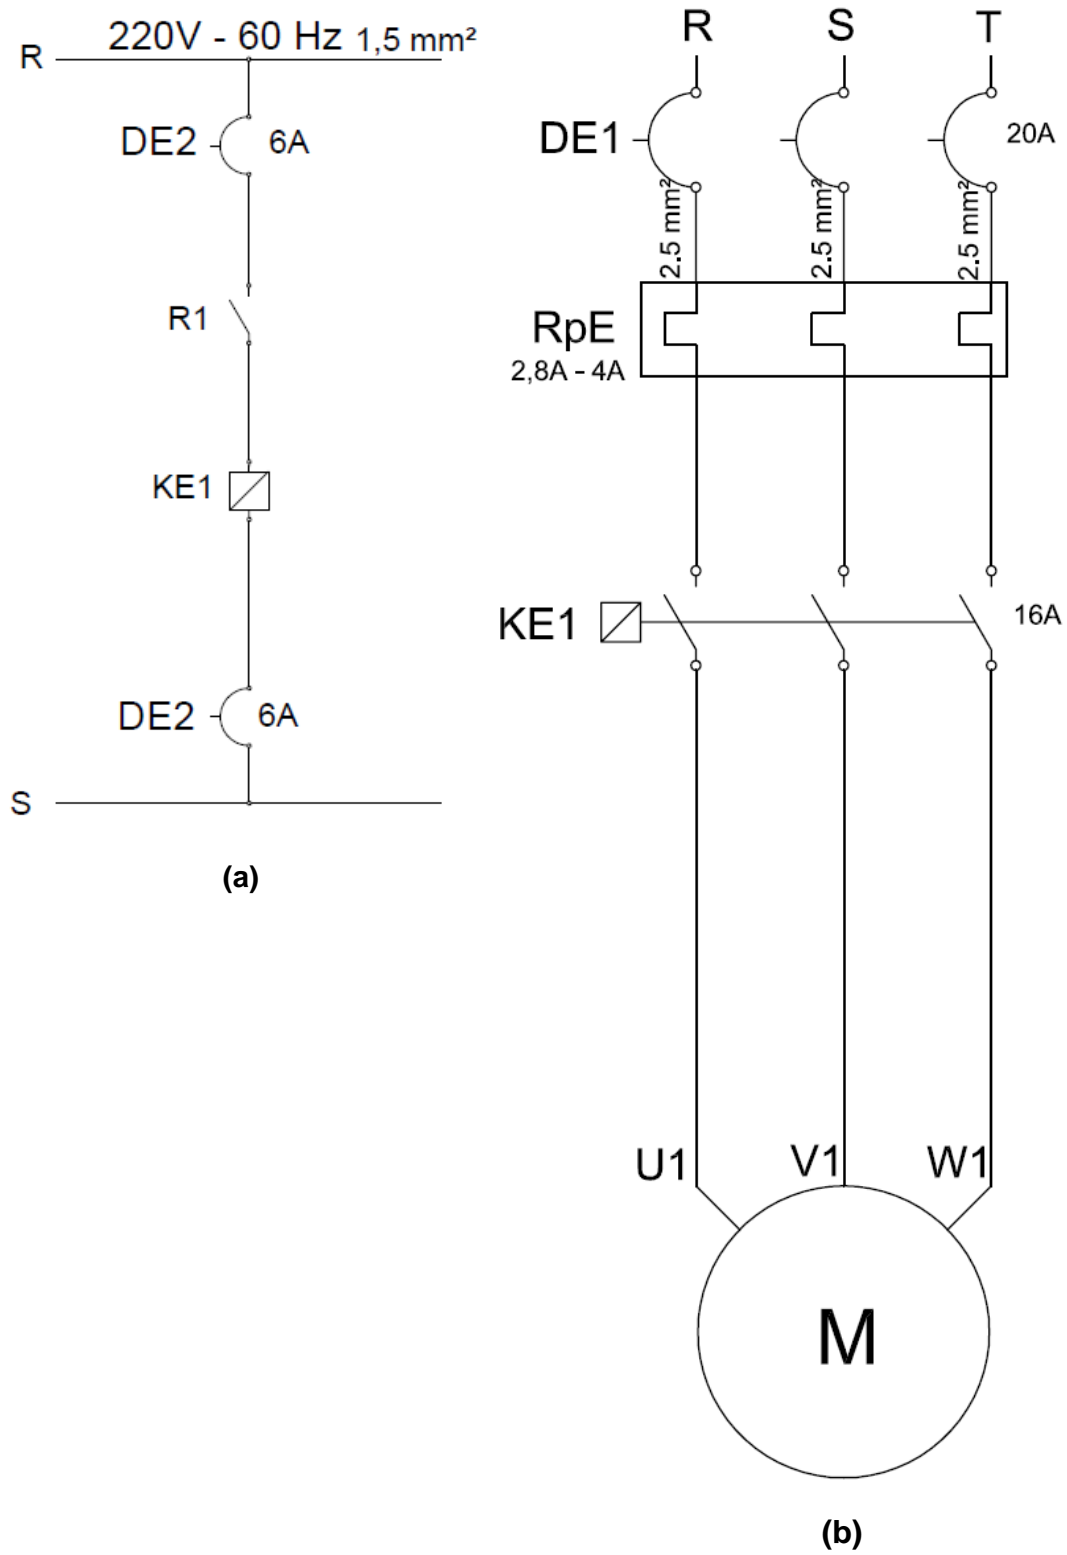 220V - 60 Hz 1,5 mm²
R
DE2 6A
R1
KE1
DE2 6A
S
(a)
R S T
DE1 20A
2.5 mm² 2.5 mm² 2.5 mm²
RpE
2,8A - 4A
KE1 16A
U1 V1 W1
M
(b)